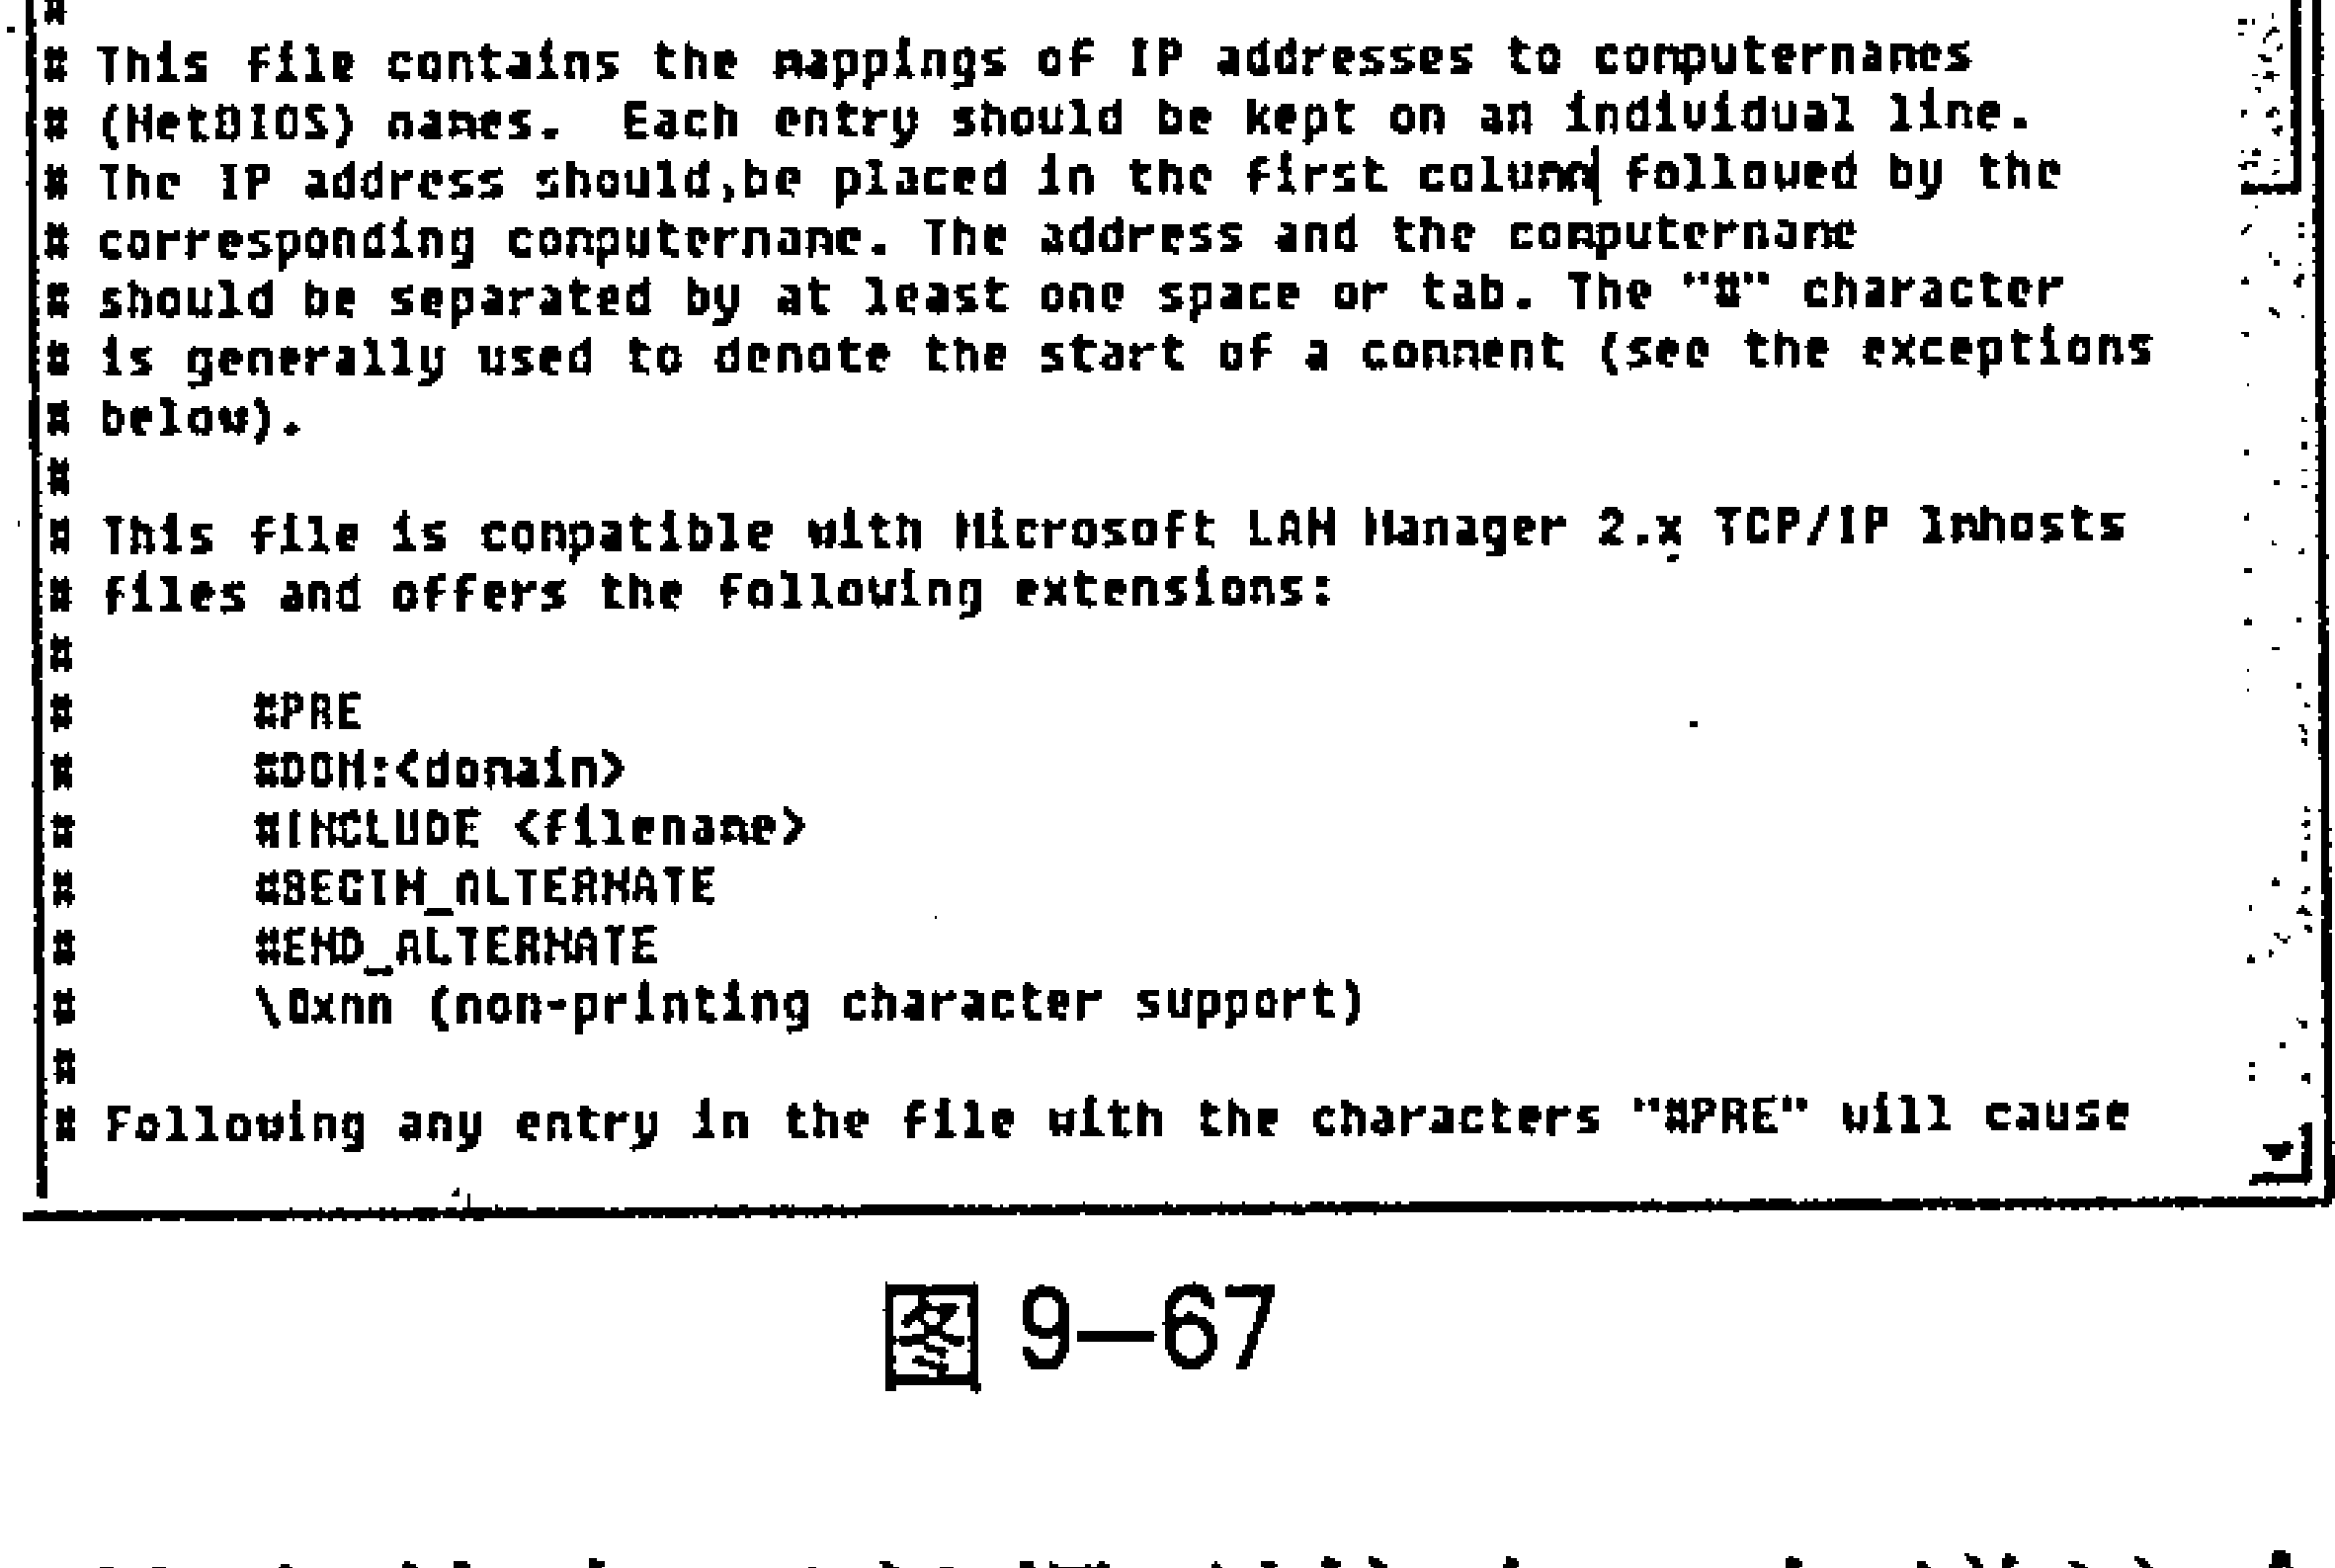 #
# This file contains the mappings of IP addresses to computernames
# (NetBIOS) names.  Each entry should be kept on an individual line.
# The IP address should,be placed in the first column followed by the
# corresponding computername. The address and the computername
# should be separated by at least one space or tab. The "#" character
# is generally used to denote the start of a comment (see the exceptions
# below).
#
# This file is compatible with Microsoft LAN Manager 2.x TCP/IP lmhosts
# files and offers the following extensions:
#
#      #PRE
#      #DOM:<domain>
#      #INCLUDE <filename>
#      #BEGIN_ALTERNATE
#      #END_ALTERNATE
#      \0xnn (non-printing character support)
#
# Following any entry in the file with the characters "#PRE" will cause
图 9—67